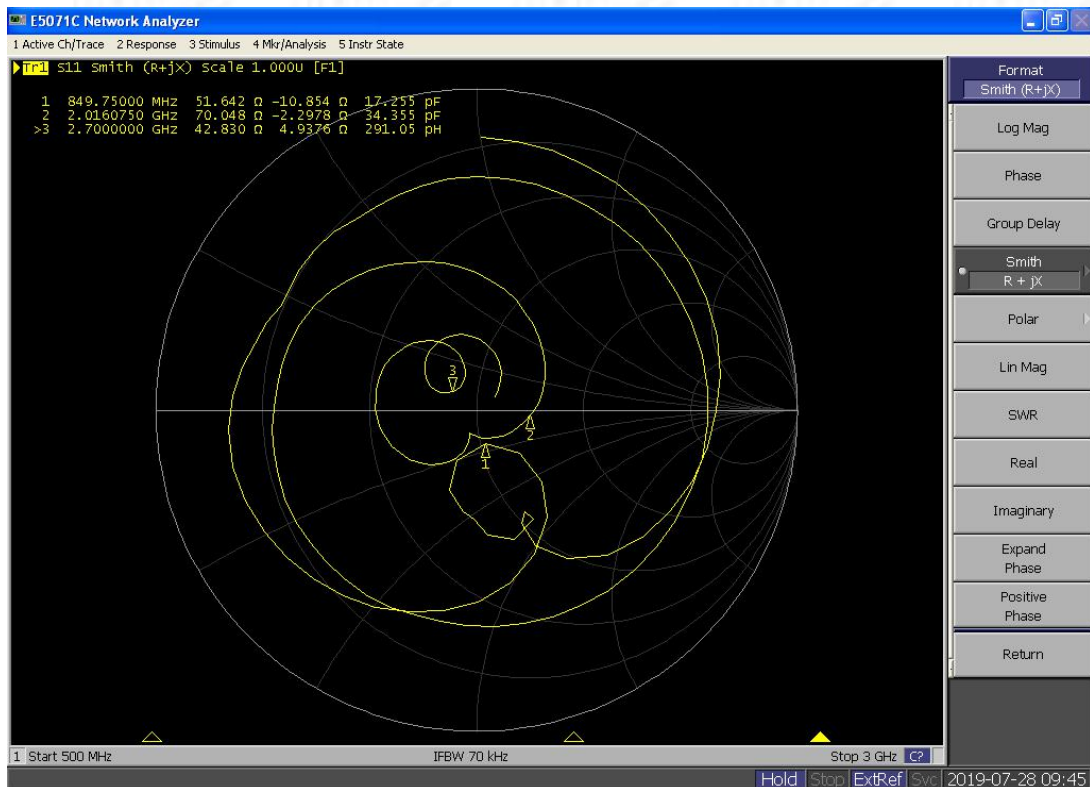 E5071C Network Analyzer
1 Active Ch/Trace 2 Response 3 Stimulus 4 Mkr/Analysis 5 Instr State
Tr1 S11 Smith (R+jX) Scale 1.000U [F1]
1 849.75000 MHz 51.642 Ω -10.854 Ω 17.255 pF
2 2.0160750 GHz 70.048 Ω -2.2978 Ω 34.355 pF
>3 2.7000000 GHz 42.830 Ω 4.9376 Ω 291.05 pH
3
2
1
Format
Smith (R+jX)
Log Mag
Phase
Group Delay
Smith
R + jX
Polar
Lin Mag
SWR
Real
Imaginary
Expand
Phase
Positive
Phase
Return
1 Start 500 MHz IFBW 70 kHz Stop 3 GHz C?
Hold Stop ExtRef Svc 2019-07-28 09:45